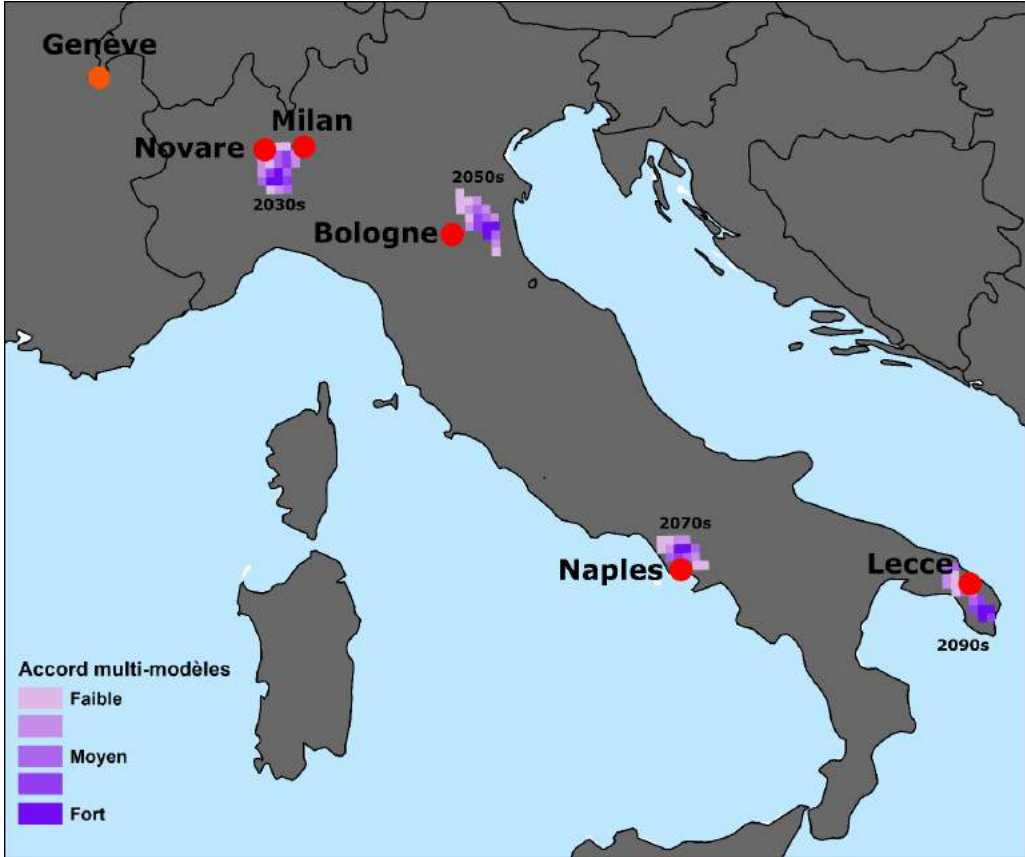 Genève
Milan
Novare
2030s
2050s
Bologne
2070s
Naples
Lecce
2090s
Accord multi-modèles
Faible
Moyen
Fort